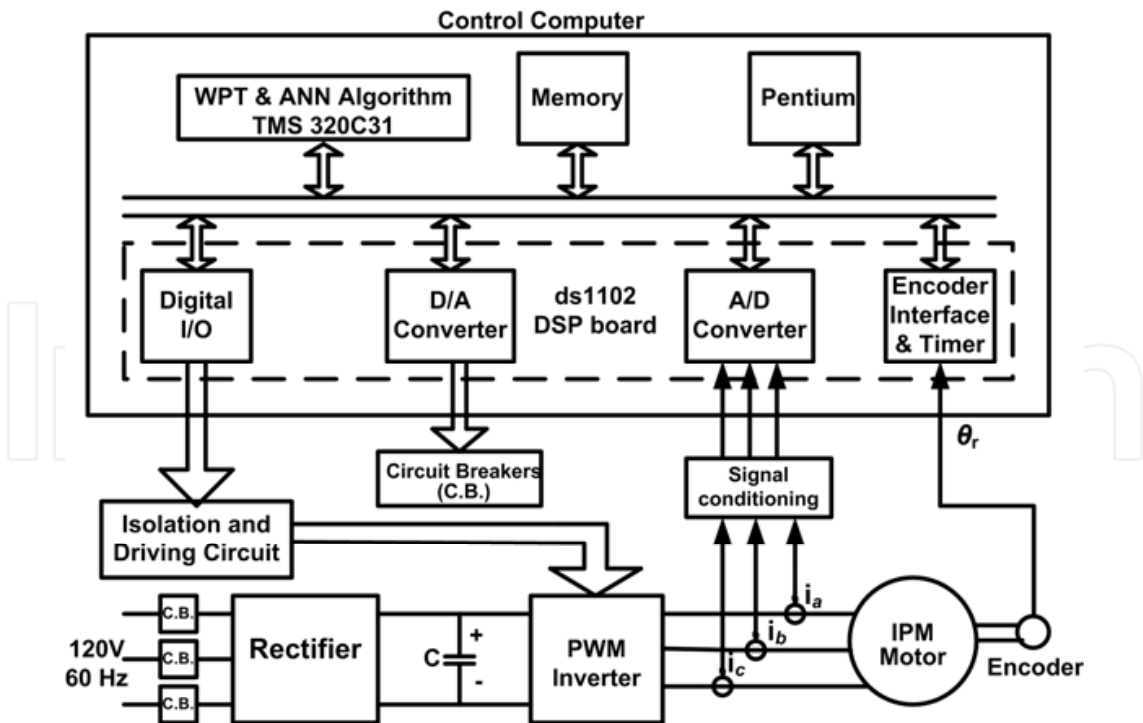 Control Computer
WPT & ANN Algorithm
TMS 320C31
Memory
Pentium
Digital
I/O
D/A
Converter
ds1102
DSP board
A/D
Converter
Encoder
Interface
& Timer
θr
Circuit Breakers
(C.B.)
Signal
conditioning
Isolation and
Driving Circuit
ia
ib
ic
C.B.
C.B.
C.B.
120V
60 Hz
Rectifier
C
+
-
PWM
Inverter
IPM
Motor
Encoder